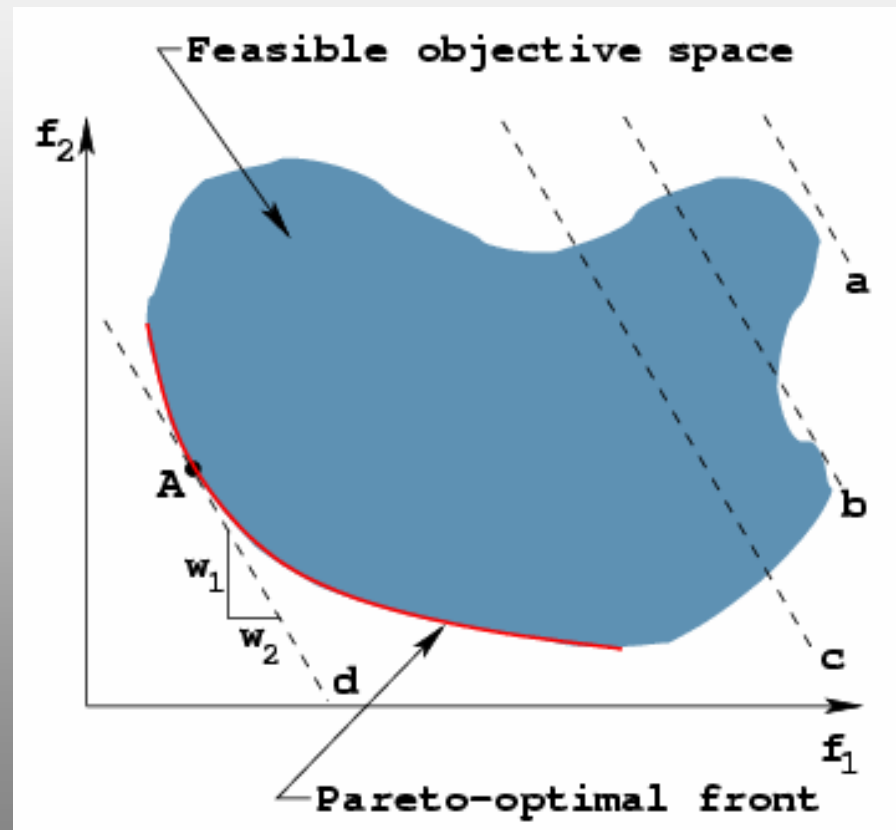 Feasible objective space
f2
a
A
b
w1
w2
c
d
f1
Pareto-optimal front